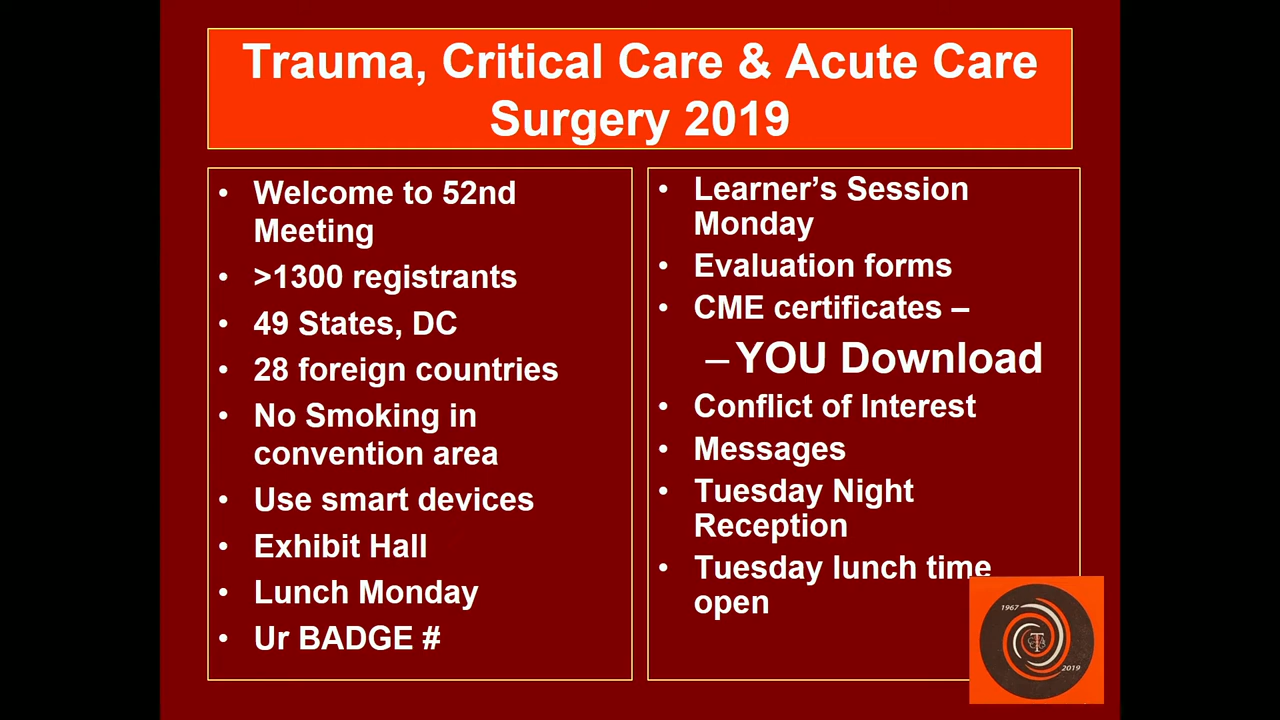 Trauma, Critical Care & Acute Care
Surgery 2019
• Welcome to 52nd
Meeting
• >1300 registrants
• 49 States, DC
• 28 foreign countries
• No Smoking in
convention area
• Use smart devices
• Exhibit Hall
• Lunch Monday
• Ur BADGE #
• Learner’s Session
Monday
• Evaluation forms
• CME certificates –
–YOU Download
• Conflict of Interest
• Messages
• Tuesday Night
Reception
• Tuesday lunch time
open
1967
2019